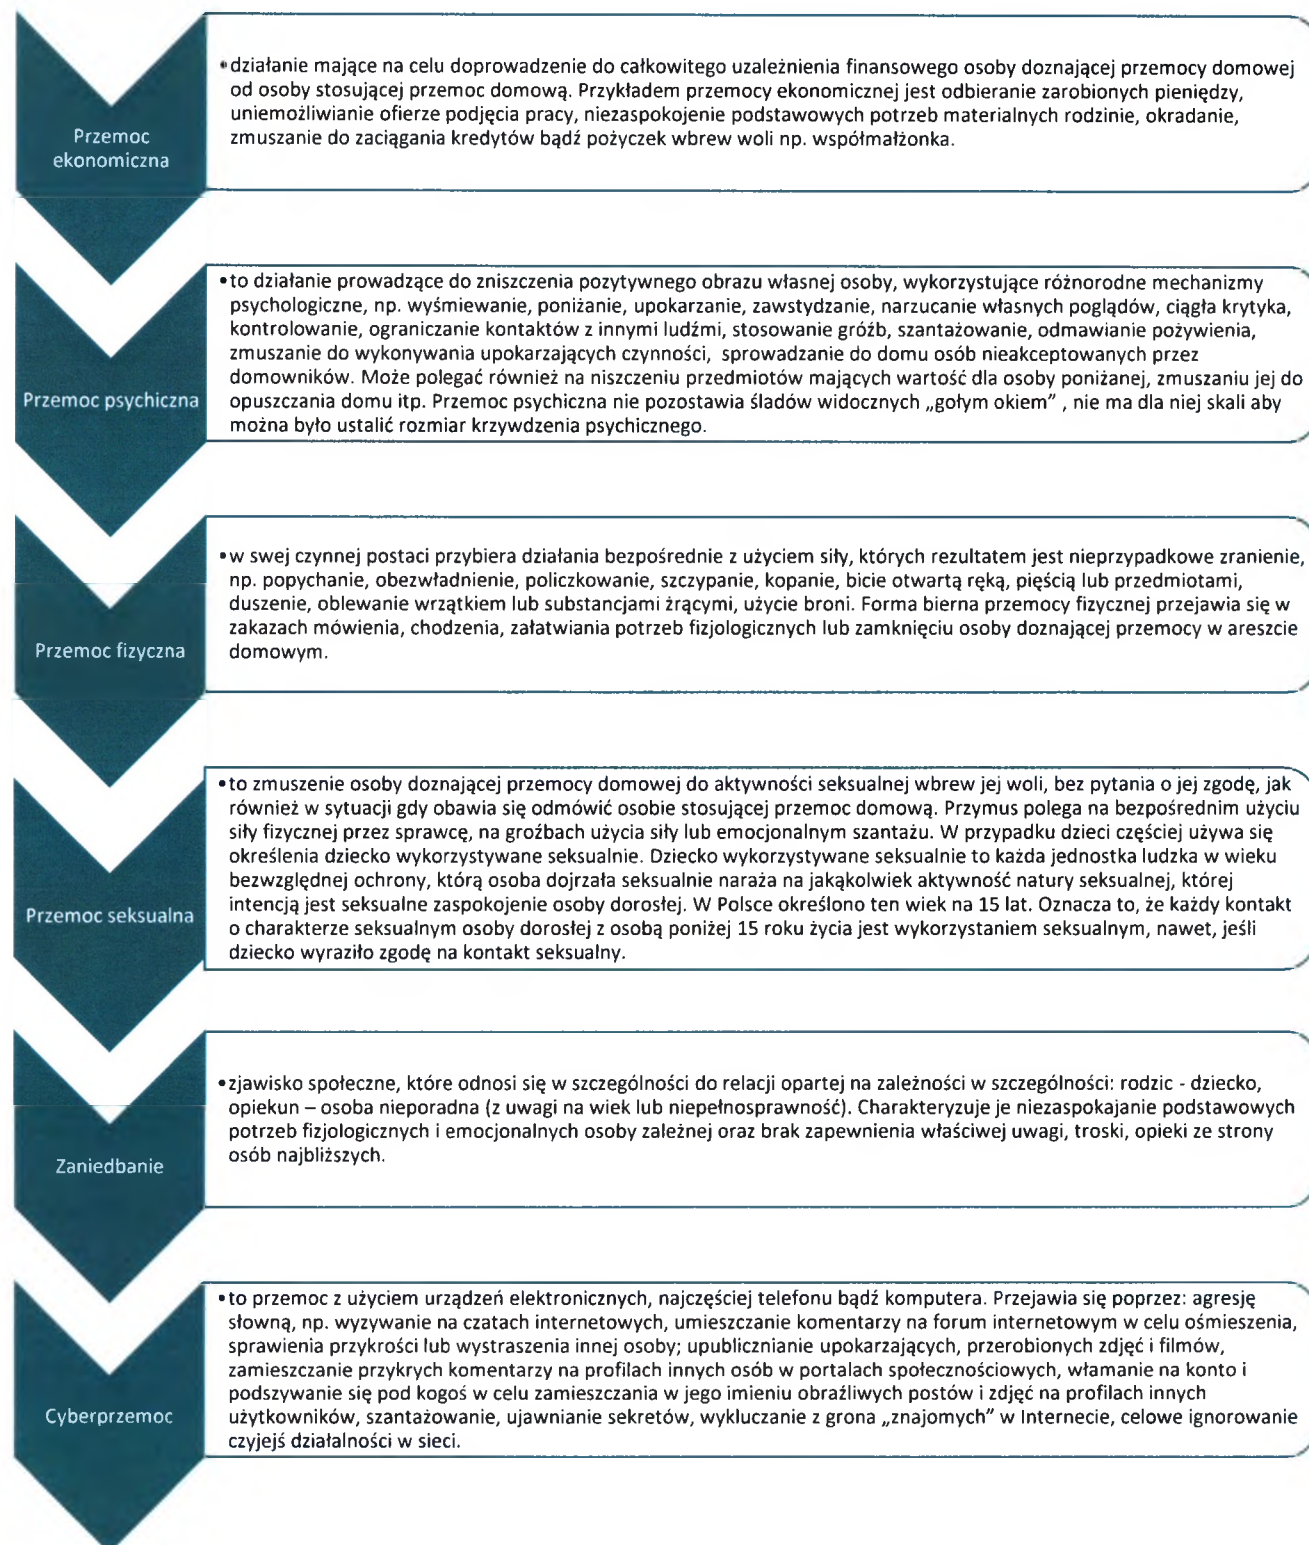 Przemoc
ekonomiczna
•działanie mające na celu doprowadzenie do całkowitego uzależnienia finansowego osoby doznającej przemocy domowej
od osoby stosującej przemoc domową. Przykładem przemocy ekonomicznej jest odbieranie zarobionych pieniędzy,
uniemożliwianie ofierze podjęcia pracy, niezaspokojenie podstawowych potrzeb materialnych rodzinie, okradanie,
zmuszanie do zaciągania kredytów bądź pożyczek wbrew woli np. współmałżonka.
Przemoc psychiczna
•to działanie prowadzące do zniszczenia pozytywnego obrazu własnej osoby, wykorzystujące różnorodne mechanizmy
psychologiczne, np. wyśmiewanie, poniżanie, upokarzanie, zawstydzanie, narzucanie własnych poglądów, ciągła krytyka,
kontrolowanie, ograniczanie kontaktów z innymi ludźmi, stosowanie gróźb, szantażowanie, odmawianie pożywienia,
zmuszanie do wykonywania upokarzających czynności, sprowadzanie do domu osób nieakceptowanych przez
domowników. Może polegać również na niszczeniu przedmiotów mających wartość dla osoby poniżanej, zmuszaniu jej do
opuszczania domu itp. Przemoc psychiczna nie pozostawia śladów widocznych „gołym okiem” , nie ma dla niej skali aby
można było ustalić rozmiar krzywdzenia psychicznego.
Przemoc fizyczna
•w swej czynnej postaci przybiera działania bezpośrednie z użyciem siły, których rezultatem jest nieprzypadkowe zranienie,
np. popychanie, obezwładnienie, policzkowanie, szczypanie, kopanie, bicie otwartą ręką, pięścią lub przedmiotami,
duszenie, oblewanie wrzątkiem lub substancjami żrącymi, użycie broni. Forma bierna przemocy fizycznej przejawia się w
zakazach mówienia, chodzenia, załatwiania potrzeb fizjologicznych lub zamknięciu osoby doznającej przemocy w areszcie
domowym.
Przemoc seksualna
•to zmuszenie osoby doznającej przemocy domowej do aktywności seksualnej wbrew jej woli, bez pytania o jej zgodę, jak
również w sytuacji gdy obawia się odmówić osobie stosującej przemoc domową. Przymus polega na bezpośrednim użyciu
siły fizycznej przez sprawcę, na groźbach użycia siły lub emocjonalnym szantażu. W przypadku dzieci częściej używa się
określenia dziecko wykorzystywane seksualnie. Dziecko wykorzystywane seksualnie to każda jednostka ludzka w wieku
bezwzględnej ochrony, którą osoba dojrzała seksualnie naraża na jakąkolwiek aktywność natury seksualnej, której
intencją jest seksualne zaspokojenie osoby dorosłej. W Polsce określono ten wiek na 15 lat. Oznacza to, że każdy kontakt
o charakterze seksualnym osoby dorosłej z osobą poniżej 15 roku życia jest wykorzystaniem seksualnym, nawet, jeśli
dziecko wyraziło zgodę na kontakt seksualny.
Zaniedbanie
•zjawisko społeczne, które odnosi się w szczególności do relacji opartej na zależności w szczególności: rodzic - dziecko,
opiekun – osoba nieporadna (z uwagi na wiek lub niepełnosprawność). Charakteryzuje je niezaspokajanie podstawowych
potrzeb fizjologicznych i emocjonalnych osoby zależnej oraz brak zapewnienia właściwej uwagi, troski, opieki ze strony
osób najbliższych.
Cyberprzemoc
•to przemoc z użyciem urządzeń elektronicznych, najczęściej telefonu bądź komputera. Przejawia się poprzez: agresję
słowną, np. wyzywanie na czatach internetowych, umieszczanie komentarzy na forum internetowym w celu ośmieszenia,
sprawienia przykrości lub wystraszenia innej osoby; upublicznianie upokarzających, przerobionych zdjęć i filmów,
zamieszczanie przykrych komentarzy na profilach innych osób w portalach społecznościowych, włamanie na konto i
podszywanie się pod kogoś w celu zamieszczania w jego imieniu obraźliwych postów i zdjęć na profilach innych
użytkowników, szantażowanie, ujawnianie sekretów, wykluczanie z grona „znajomych” w Internecie, celowe ignorowanie
czyjejś działalności w sieci.